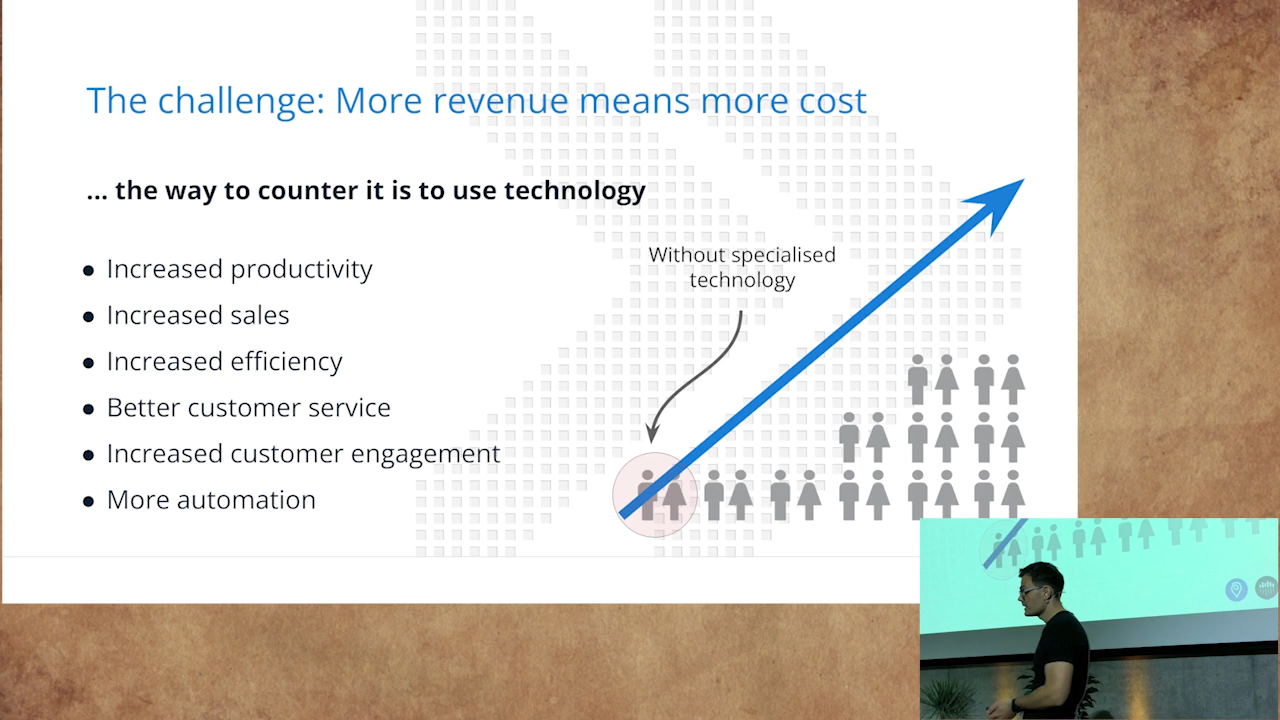 The challenge: More revenue means more cost
... the way to counter it is to use technology
Without specialised
technology
• Increased productivity
• Increased sales
• Increased efficiency
• Better customer service
• Increased customer engagement
• More automation